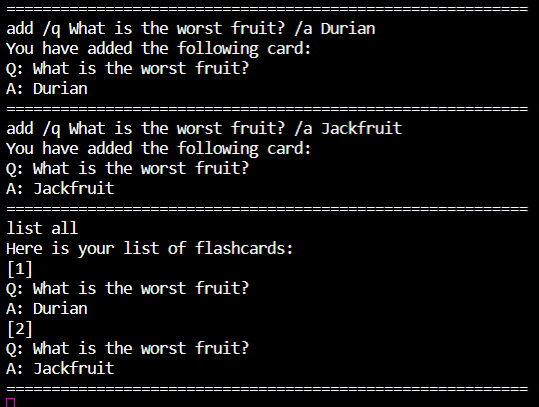 ==========================================================
add /q What is the worst fruit? /a Durian
You have added the following card:
Q: What is the worst fruit?
A: Durian
==========================================================
add /q What is the worst fruit? /a Jackfruit
You have added the following card:
Q: What is the worst fruit?
A: Jackfruit
==========================================================
list all
Here is your list of flashcards:
[1]
Q: What is the worst fruit?
A: Durian
[2]
Q: What is the worst fruit?
A: Jackfruit
==========================================================